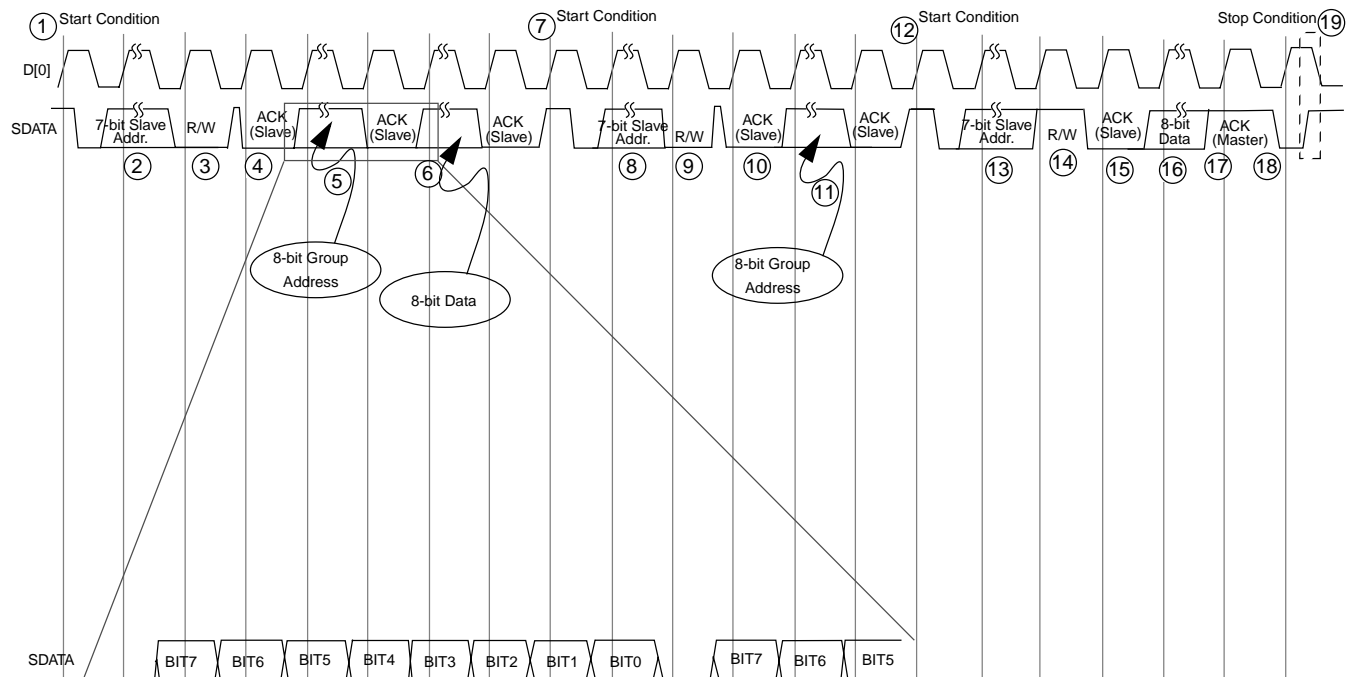 1 Start Condition
7 Start Condition
12 Start Condition
Stop Condition 19
D[0]
SDATA
7-bit Slave
Addr.
R/W
ACK
(Slave)
ACK
(Slave)
ACK
(Slave)
7-bit Slave
Addr.
R/W
ACK
(Slave)
ACK
(Slave)
7-bit Slave
Addr.
R/W
ACK
(Slave)
8-bit
Data
ACK
(Master)
2 3 4 5 6 8 9 10 11 13 14 15 16 17 18
8-bit Group
Address
8-bit Data
8-bit Group
Address
SDATA
BIT7 BIT6 BIT5 BIT4 BIT3 BIT2 BIT1 BIT0 BIT7 BIT6 BIT5